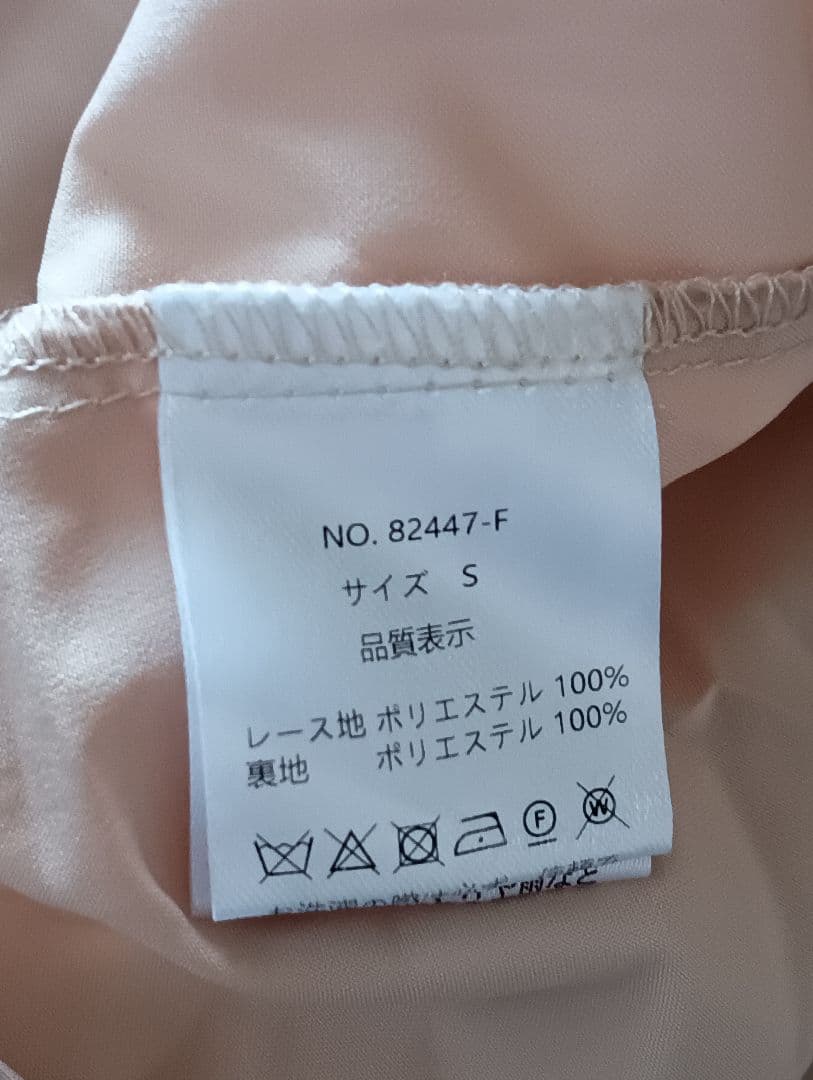 NO. 82447-F
サイズ S
品質表示
レース地 ポリエステル 100%
裏地 ポリエステル 100%
F
W